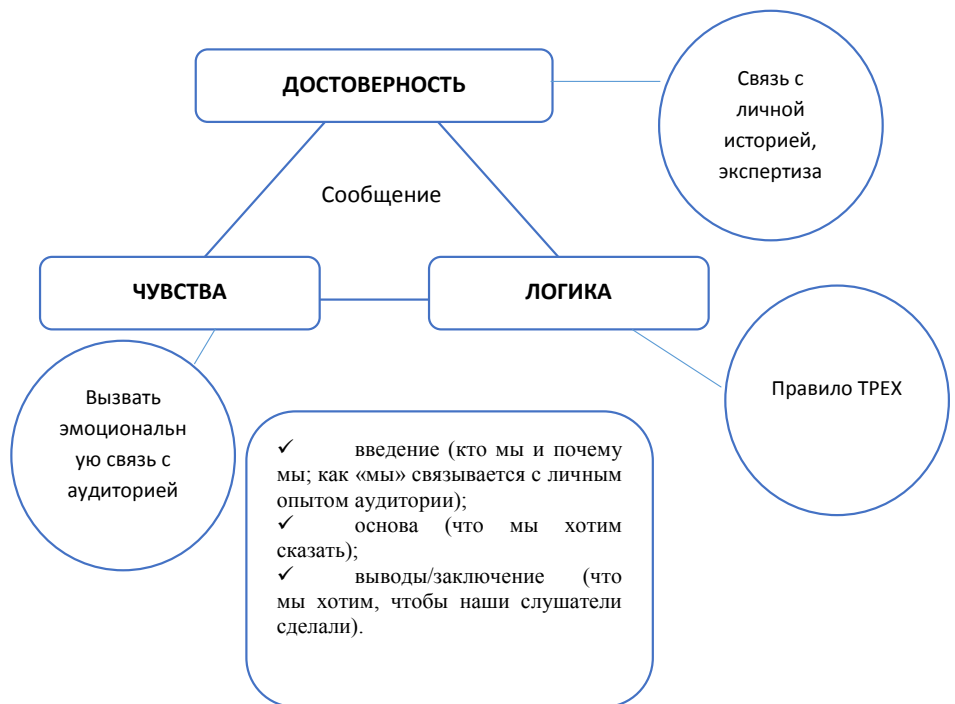 ДОСТОВЕРНОСТЬ
Связь с
личной
историей,
экспертиза
Сообщение
ЧУВСТВА
ЛОГИКА
Вызвать
эмоциональн
ую связь с
аудиторией
Правило ТРЕХ
✓ введение (кто мы и почему
мы; как «мы» связывается с личным
опытом аудитории);
✓ основа (что мы хотим
сказать);
✓ выводы/заключение (что
мы хотим, чтобы наши слушатели
сделали).